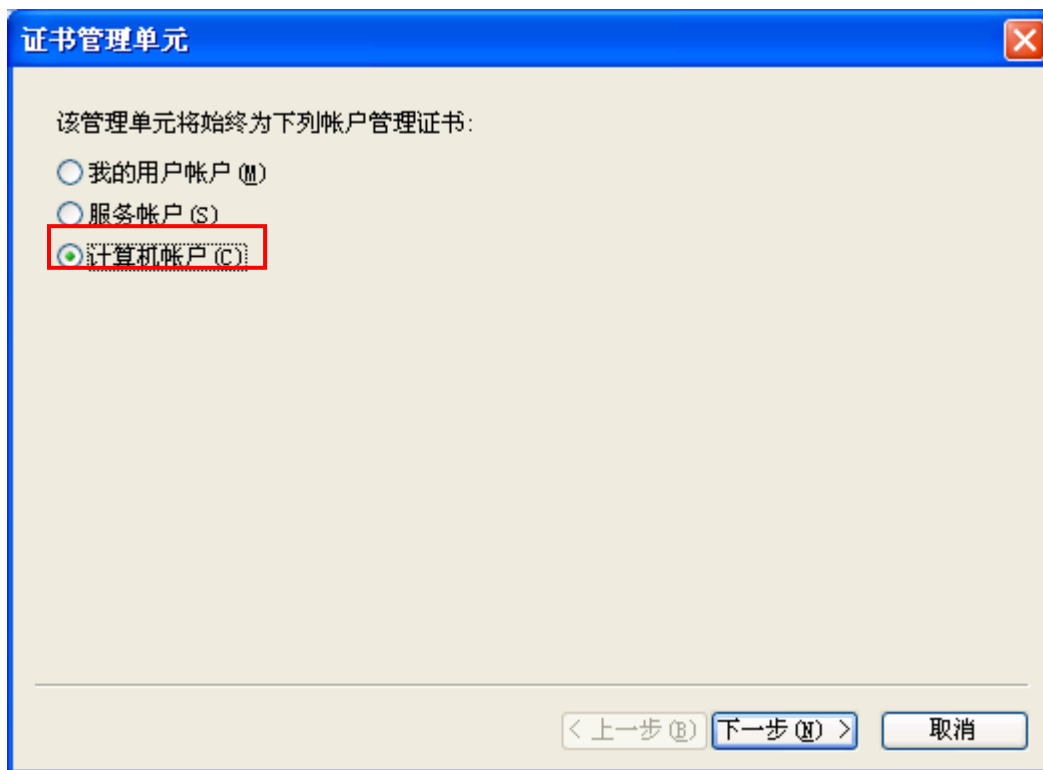 证书管理单元
该管理单元将始终为下列帐户管理证书:
我的用户帐户(M)
服务帐户(S)
计算机帐户(C)
< 上一步(B) 下一步(N) > 取消